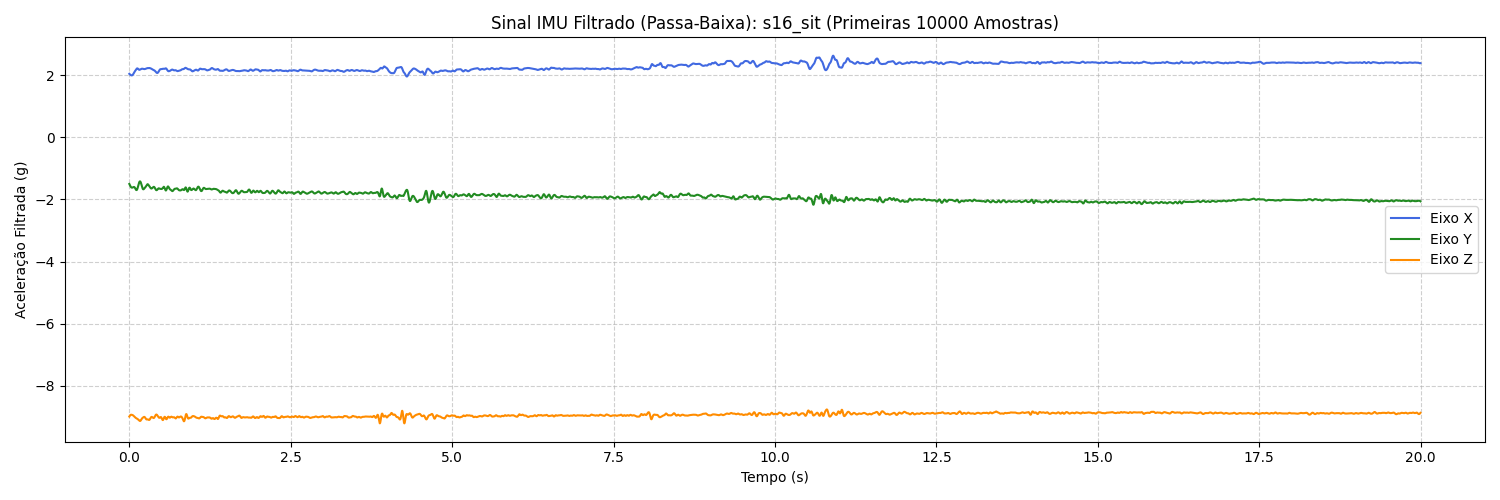 Sinal IMU Filtrado (Passa-Baixa): s16_sit (Primeiras 10000 Amostras)
Aceleração Filtrada (g)
2
0
−2
−4
−6
−8
Eixo X
Eixo Y
Eixo Z
0.0 2.5 5.0 7.5 10.0 12.5 15.0 17.5 20.0
Tempo (s)